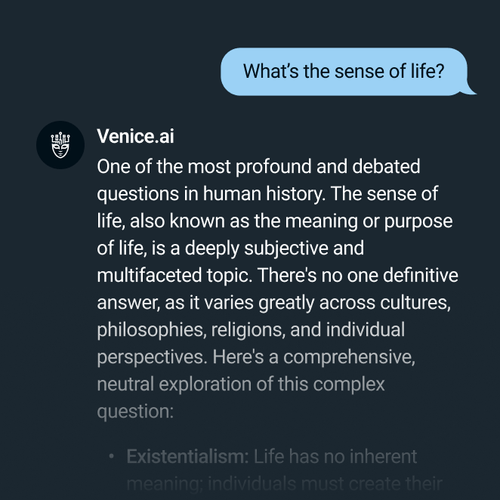 What's the sense of life?
Venice.ai
One of the most profound and debated
questions in human history. The sense of
life, also known as the meaning or purpose
of life, is a deeply subjective and
multifaceted topic. There's no one definitive
answer, as it varies greatly across cultures,
philosophies, religions, and individual
perspectives. Here's a comprehensive,
neutral exploration of this complex
question:
• Existentialism: Life has no inherent
meaning; individuals must create their